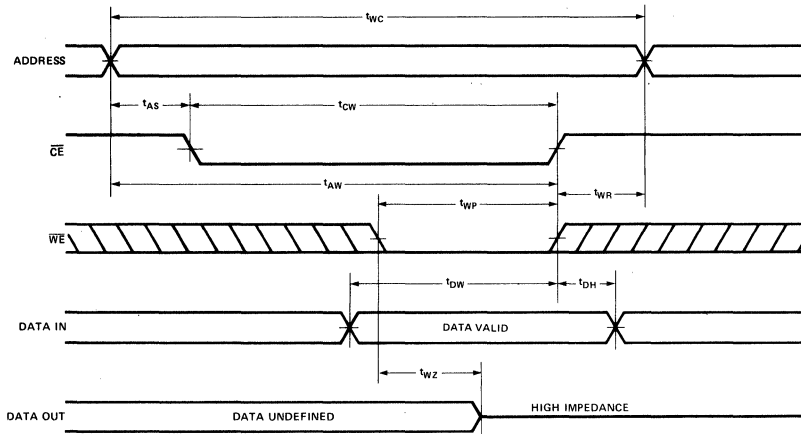 tWC
ADDRESS
tAS
tCW
CE
tAW
tWR
tWP
WE
tDW
tDH
DATA IN
DATA VALID
tWZ
DATA OUT
DATA UNDEFINED
HIGH IMPEDANCE